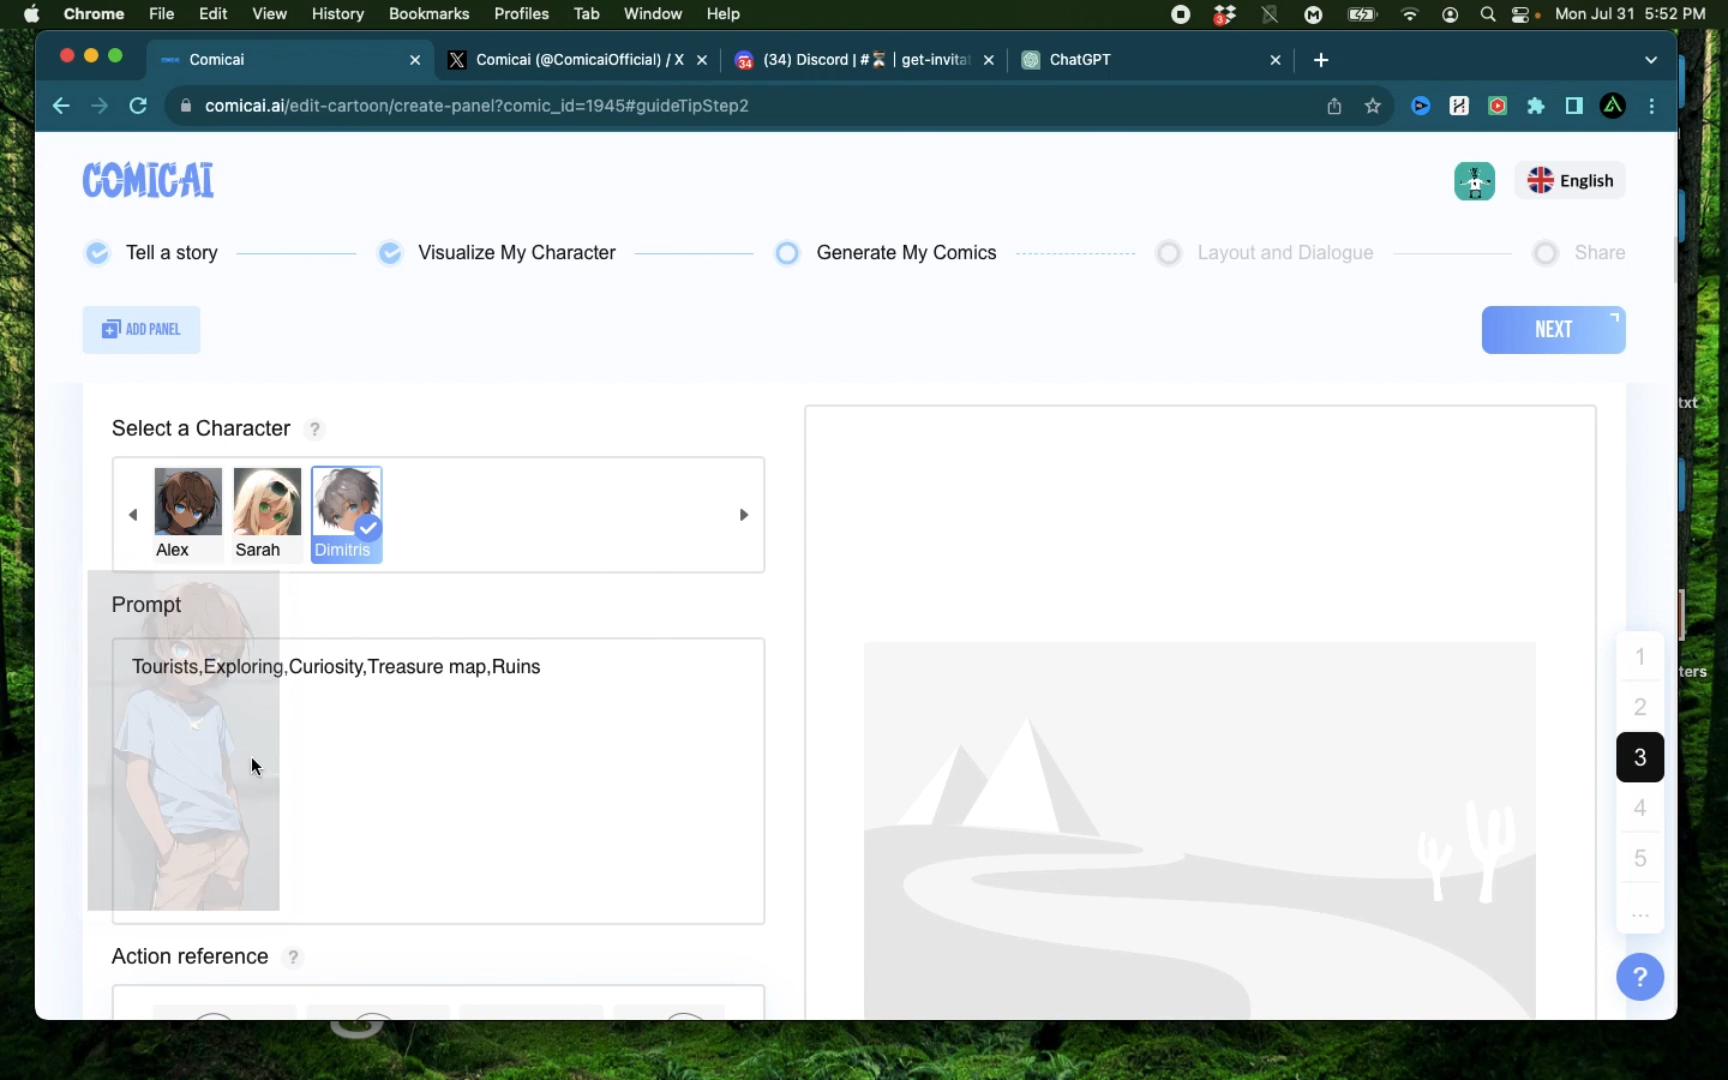 Chrome File Edit View History Bookmarks Profiles Tab Window Help 3 M Mon Jul 31 5:52 PM
Comicai Comicai (@ComicaiOfficial) / X 34 (34) Discord | #⏳ | get-invitat ChatGPT
comicai.ai/edit-cartoon/create-panel?comic_id=1945#guideTipStep2
COMICAI English
Tell a story Visualize My Character Generate My Comics Layout and Dialogue Share
ADD PANEL NEXT
Select a Character ?
txt
Alex Sarah Dimitris
Prompt
Tourists,Exploring,Curiosity,Treasure map,Ruins
ters
1
2
3
4
5
...
Action reference ?
?